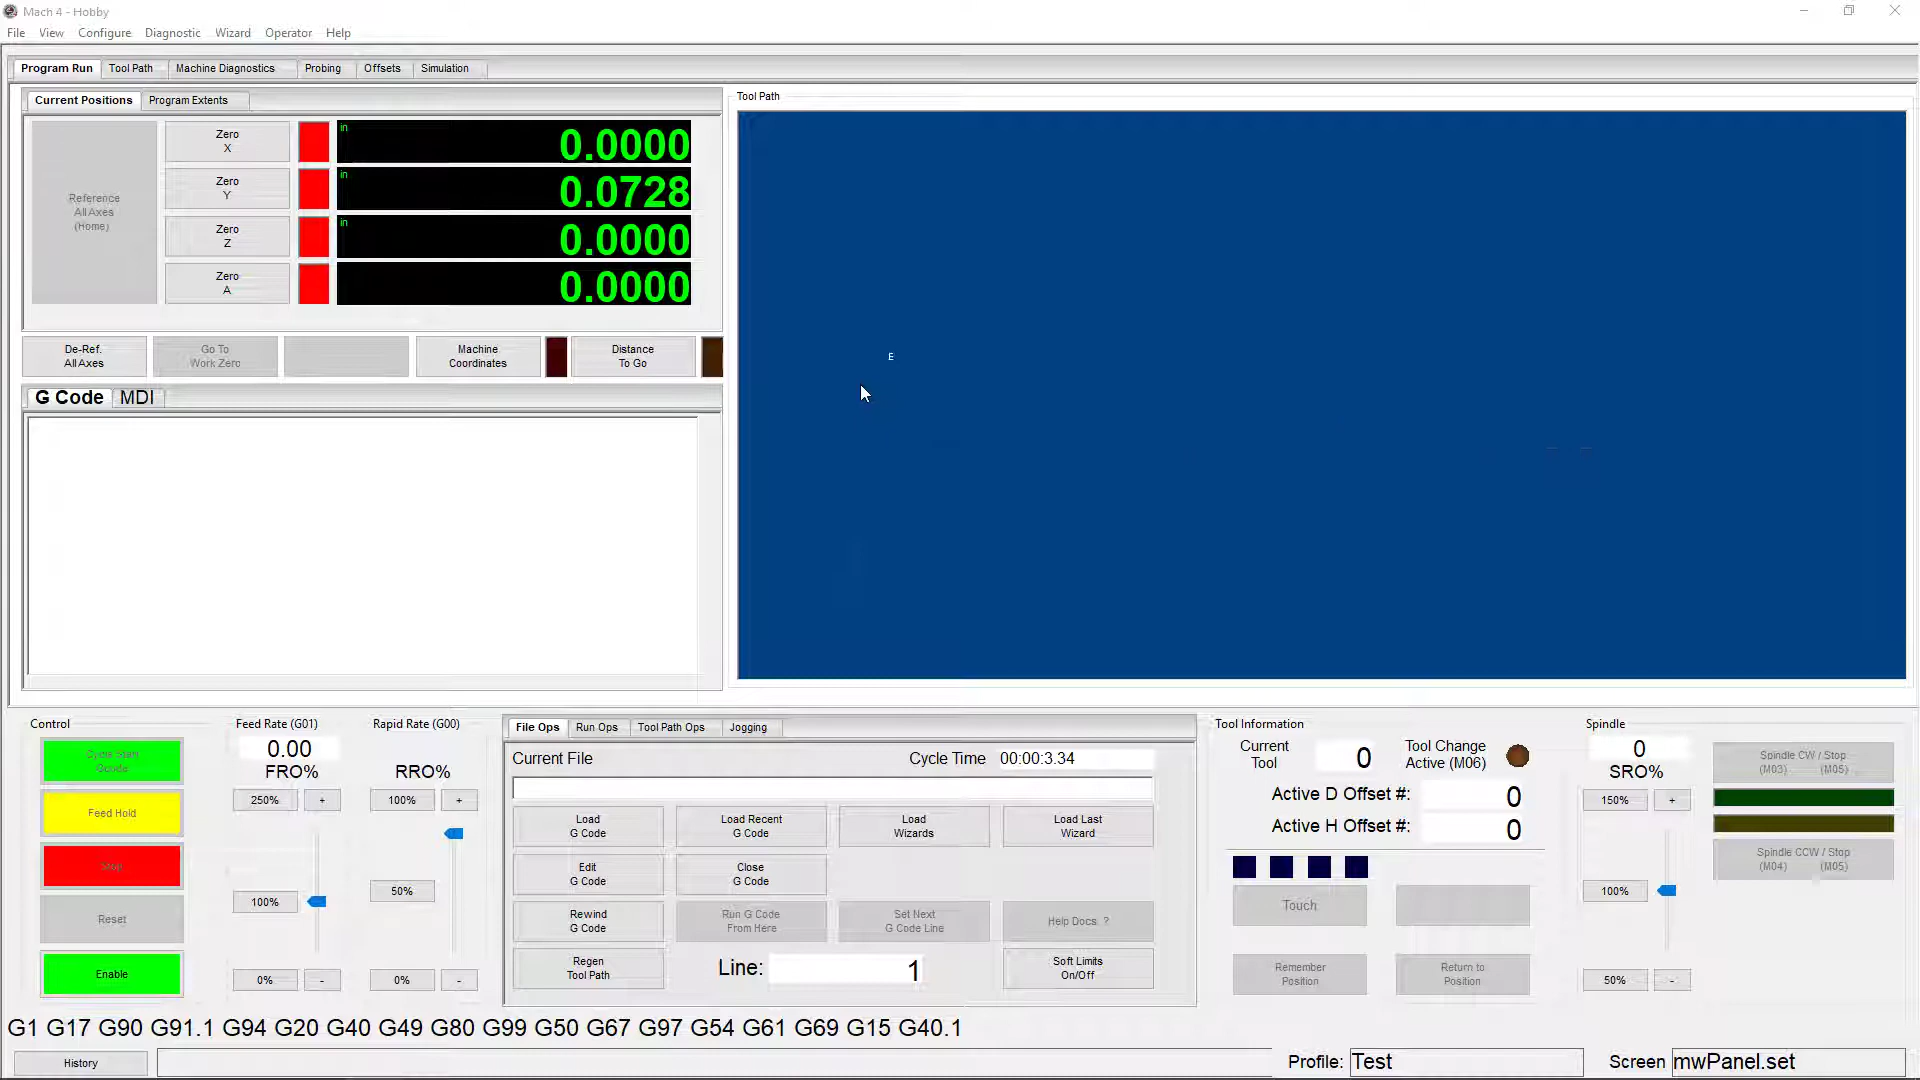 Mach 4 - Hobby
File View Configure Diagnostic Wizard Operator Help
Program Run Tool Path Machine Diagnostics Probing Offsets Simulation
Current Positions Program Extents
Tool Path
Reference
All Axes
(Home)
Zero
X
in
0.0000
Zero
Y
in
0.0728
Zero
Z
in
0.0000
Zero
A
0.0000
De-Ref.
All Axes
Go To
Work Zero
Machine
Coordinates
Distance
To Go
E
G Code MDI
Control
Cycle Start
Gcode
Feed Hold
Stop
Reset
Enable
Feed Rate (G01)
0.00
FRO%
250% +
100%
0% -
Rapid Rate (G00)
RRO%
100% +
50%
0% -
File Ops Run Ops Tool Path Ops Jogging
Current File
Cycle Time 00:00:3.34
Load
G Code
Load Recent
G Code
Load
Wizards
Load Last
Wizard
Edit
G Code
Close
G Code
Rewind
G Code
Run G Code
From Here
Set Next
G Code Line
Help Docs. ?
Regen
Tool Path
Line: 1
Soft Limits
On/Off
Tool Information
Current
Tool
0
Tool Change
Active (M06)
Active D Offset #: 0
Active H Offset #: 0
Touch
Remember
Position
Return to
Position
Spindle
0
SRO%
150% +
100%
50% -
Spindle CW / Stop
(M03) (M05)
Spindle CCW / Stop
(M04) (M05)
G1 G17 G90 G91.1 G94 G20 G40 G49 G80 G99 G50 G67 G97 G54 G61 G69 G15 G40.1
History
Profile: Test
Screen mwPanel.set